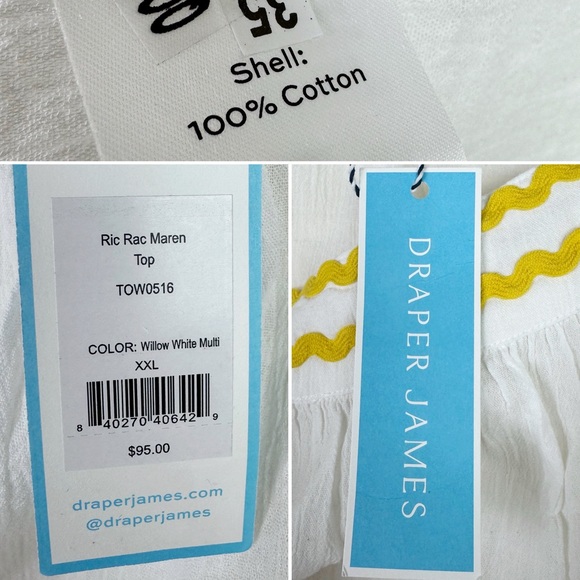 35
Shell:
100% Cotton
Ric Rac Maren
Top
TOW0516
COLOR: Willow White Multi
XXL
8 40270 40642 9
$95.00
draperjames.com
@draperjames
DRAPER JAMES